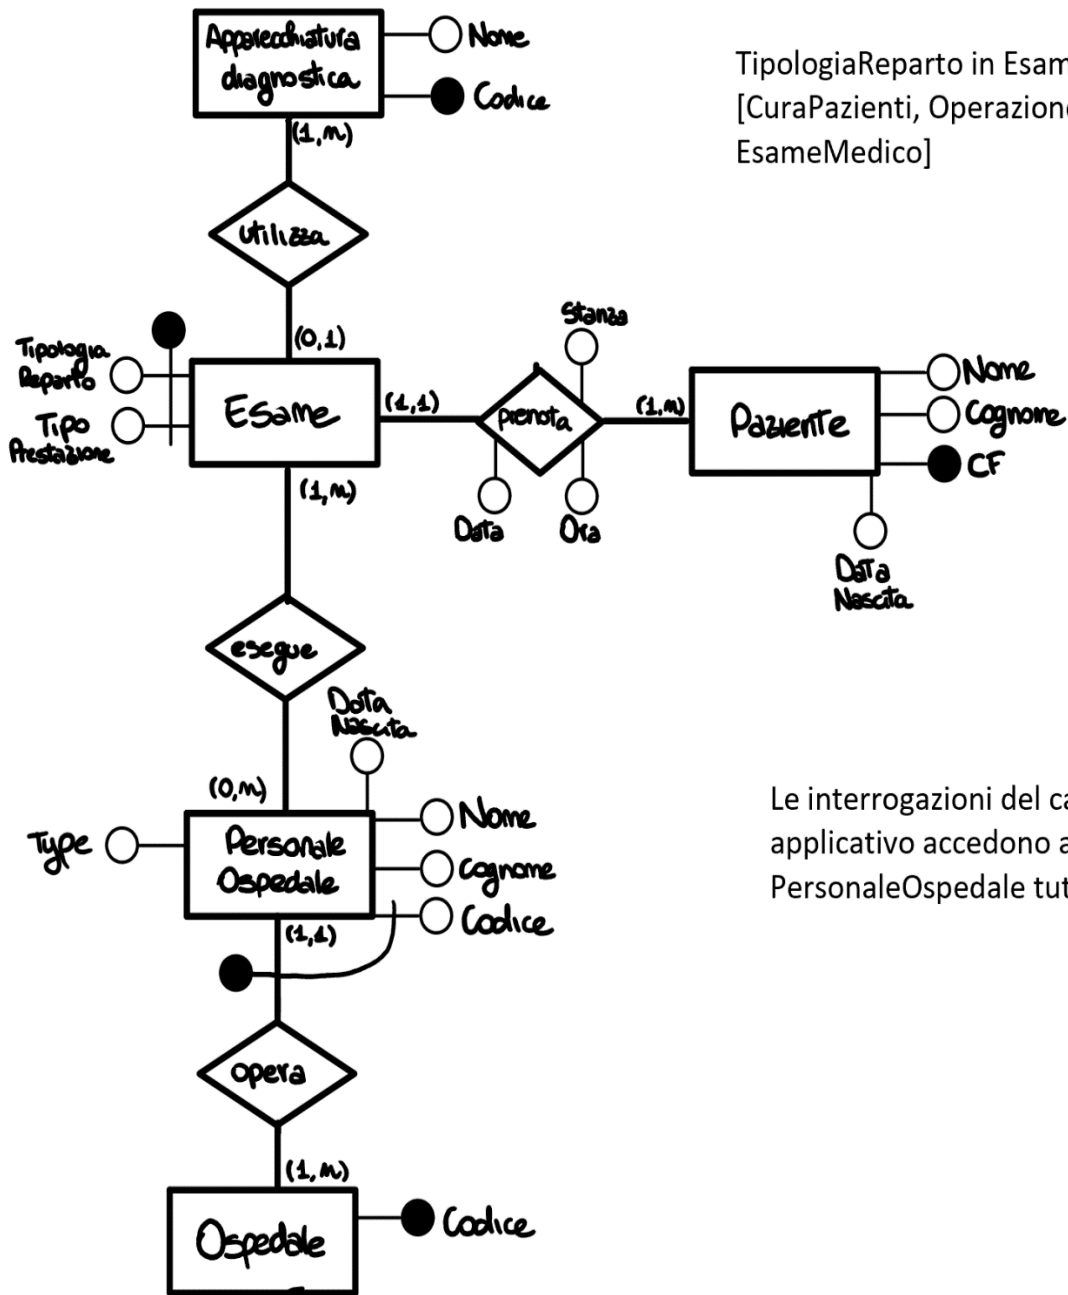 Apparecchiatura
diagnostica
Nome
Codice
TipologiaReparto in Esam
[CuraPazienti, Operazione
EsameMedico]
(1,n)
utilizza
(0,1)
Stanza
Tipologia
Reparto
Tipo
Prestazione
Esame
(1,1)
prenota
(1,n)
Paziente
Nome
Cognome
CF
(1,n)
Data
Ora
Data
Nascita
esegue
Data
Nascita
(0,n)
Type
Personale
Ospedale
Nome
Cognome
Codice
Le interrogazioni del ca
applicativo accedono a
PersonaleOspedale tut
(1,1)
opera
(1,n)
Ospedale
Codice